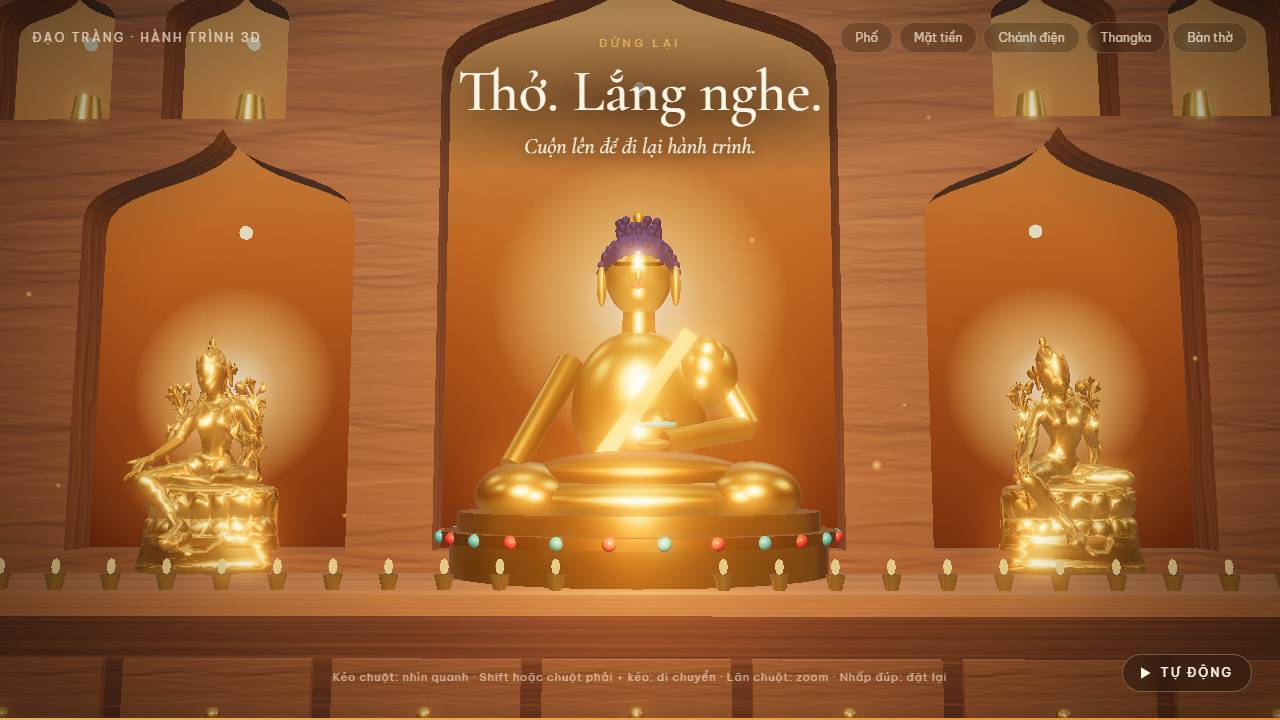 ĐẠO TRÀNG · HÀNH TRÌNH 3D
Phố
Mặt tiền
Chánh điện
Thangka
Bàn thờ
DỪNG LẠI
Thở. Lắng nghe.
Cuộn lên để đi lại hành trình.
Kéo chuột: nhìn quanh · Shift hoặc chuột phải + kéo: di chuyển · Lăn chuột: zoom · Nhấp đúp: đặt lại
TỰ ĐỘNG